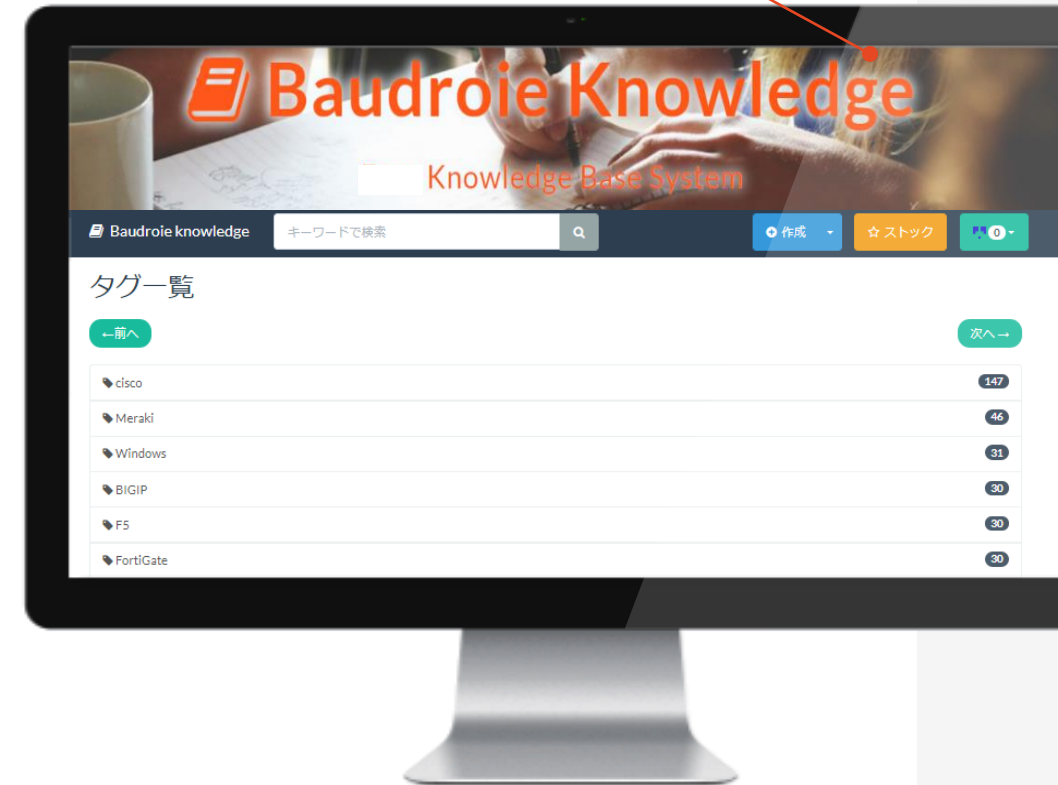 Baudroie Knowledge
Knowledge Base System
Baudroie knowledge キーワードで検索 作成 ストック 0
タグ一覧
←前へ 次へ→
cisco 147
Meraki 46
Windows 31
BIGIP 30
F5 30
FortiGate 30